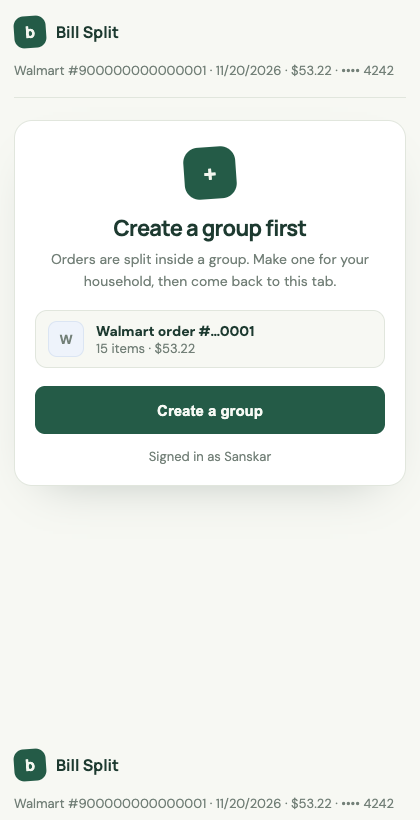 b Bill Split
Walmart #900000000000001 · 11/20/2026 · $53.22 · •••• 4242
+
Create a group first
Orders are split inside a group. Make one for your
household, then come back to this tab.
W
Walmart order #…0001
15 items · $53.22
Create a group
Signed in as Sanskar
b Bill Split
Walmart #900000000000001 · 11/20/2026 · $53.22 · •••• 4242